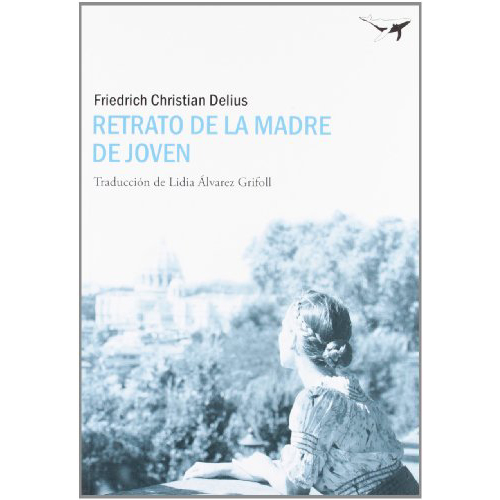 Friedrich Christian Delius
RETRATO DE LA MADRE
DE JOVEN
Traducción de Lidia Álvarez Grifoll